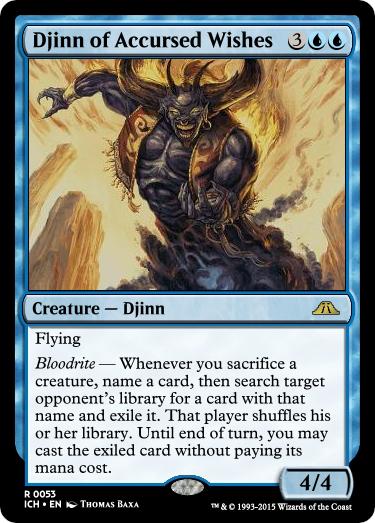 Djinn of Accursed Wishes 3
Creature — Djinn
Flying
Bloodrite — Whenever you sacrifice a
creature, name a card, then search target
opponent's library for a card with that
name and exile it. That player shuffles his
or her library. Until end of turn, you may
cast the exiled card without paying its
mana cost.
4/4
R 0053
ICH • EN Thomas Baxa
™ & © 1993-2015 Wizards of the Coast